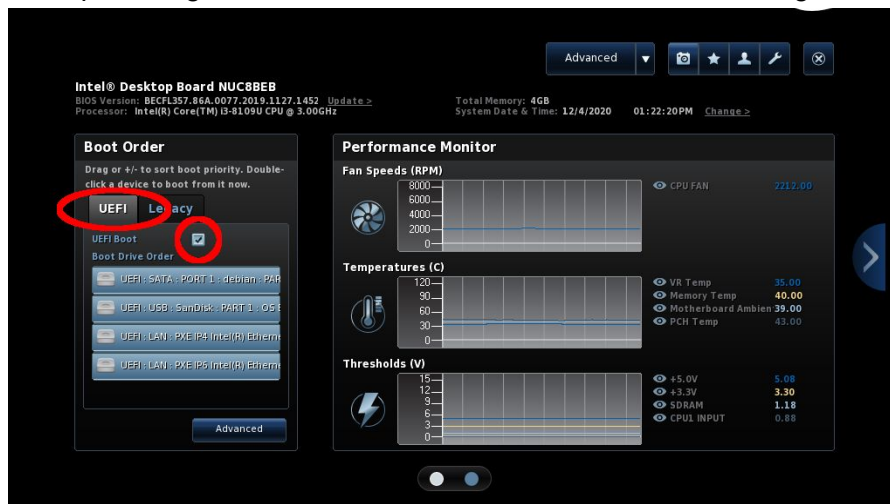 Advanced
Intel® Desktop Board NUC8BEB
BIOS Version: BECFL357.86A.0077.2019.1127.1452 Update >
Processor: Intel(R) Core(TM) i3-8109U CPU @ 3.00GHz
Total Memory: 4GB
System Date & Time: 12/4/2020 01:22:20PM Change >
Boot Order
Drag or +/- to sort boot priority. Double-
click a device to boot from it now.
UEFI Legacy
UEFI Boot
Boot Drive Order
UEFI : SATA : PORT 1 : debian : PAR
UEFI : USB : SanDisk : PART 1 : OS
UEFI : LAN : PXE IP4 Intel(R) Etherne
UEFI : LAN : PXE IP6 Intel(R) Etherne
Advanced
Performance Monitor
Fan Speeds (RPM)
8000
6000
4000
2000
0
CPU FAN 2212.00
Temperatures (C)
120
90
60
30
0
VR Temp 35.00
Memory Temp 40.00
Motherboard Ambien 39.00
PCH Temp 43.00
Thresholds (V)
15
12
9
6
3
0
+5.0V 5.08
+3.3V 3.30
SDRAM 1.18
CPU1 INPUT 0.88